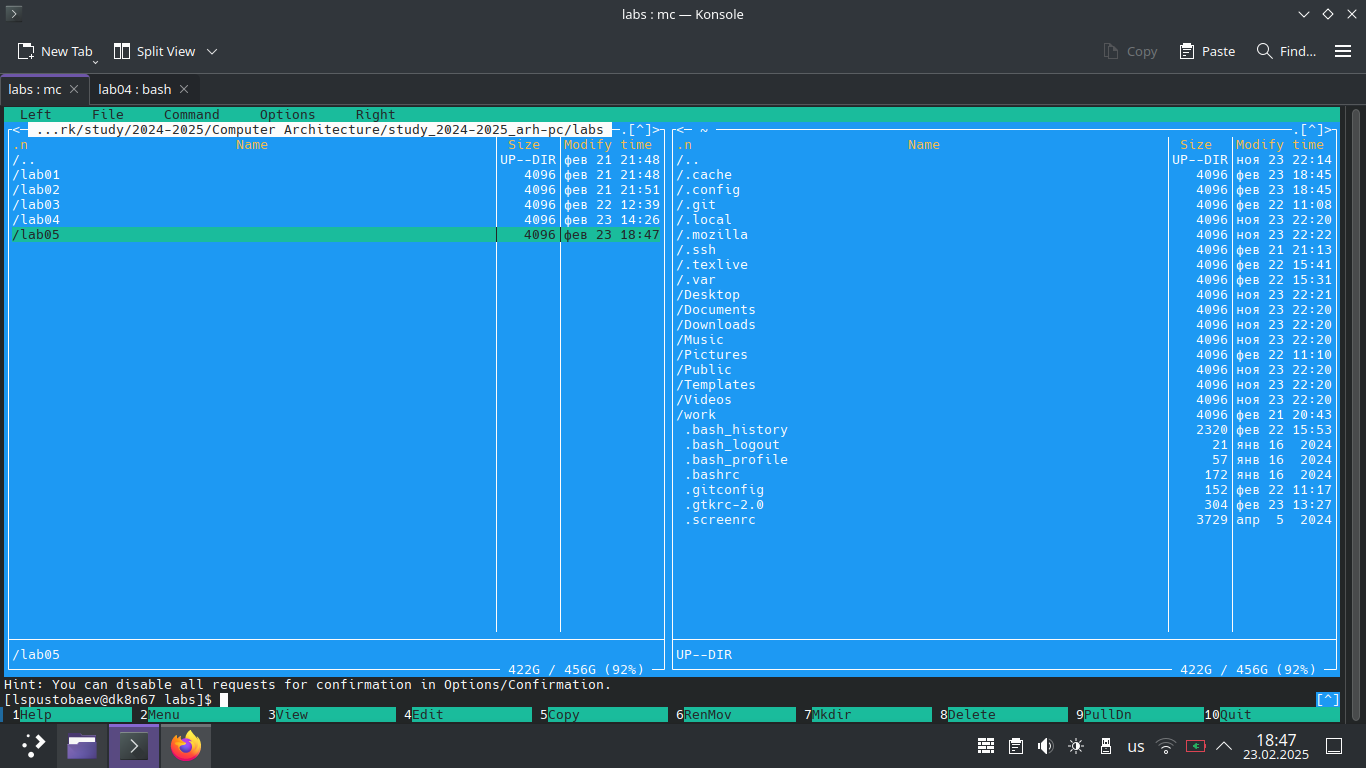 labs : mc — Konsole
New Tab Split View Copy Paste Find...
labs : mc lab04 : bash
Left File Command Options Right
<─ ...rk/study/2024-2025/Computer Architecture/study_2024-2025_arh-pc/labs ─.[^]>
.n Name Size Modify time
/.. UP--DIR фев 21 21:48
/lab01 4096 фев 21 21:48
/lab02 4096 фев 21 21:51
/lab03 4096 фев 22 12:39
/lab04 4096 фев 23 14:26
/lab05 4096 фев 23 18:47
/lab05
422G / 456G (92%)
<─ ~ ─.[^]>
.n Name Size Modify time
/.. UP--DIR ноя 23 22:14
/.cache 4096 фев 23 18:45
/.config 4096 фев 23 18:45
/.git 4096 фев 22 11:08
/.local 4096 ноя 23 22:20
/.mozilla 4096 ноя 23 22:22
/.ssh 4096 фев 21 21:13
/.texlive 4096 фев 22 15:41
/.var 4096 фев 22 15:31
/Desktop 4096 ноя 23 22:21
/Documents 4096 ноя 23 22:20
/Downloads 4096 ноя 23 22:20
/Music 4096 ноя 23 22:20
/Pictures 4096 фев 22 11:10
/Public 4096 ноя 23 22:20
/Templates 4096 ноя 23 22:20
/Videos 4096 ноя 23 22:20
/work 4096 фев 21 20:43
.bash_history 2320 фев 22 15:53
.bash_logout 21 янв 16 2024
.bash_profile 57 янв 16 2024
.bashrc 172 янв 16 2024
.gitconfig 152 фев 22 11:17
.gtkrc-2.0 304 фев 23 13:27
.screenrc 3729 апр 5 2024
UP--DIR
422G / 456G (92%)
Hint: You can disable all requests for confirmation in Options/Confirmation.
[lspustobaev@dk8n67 labs]$ [^]
1Help 2Menu 3View 4Edit 5Copy 6RenMov 7Mkdir 8Delete 9PullDn 10Quit
us 18:47
23.02.2025